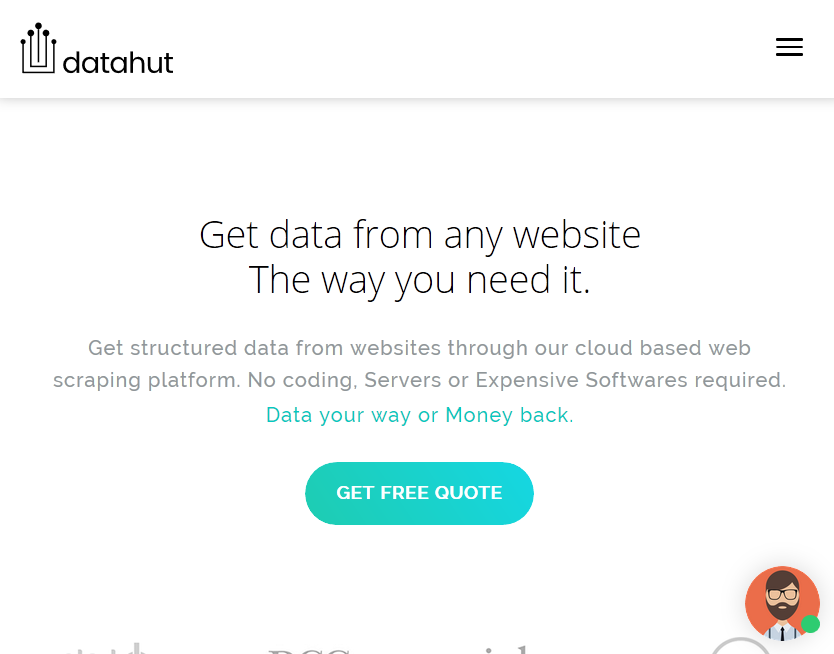 datahut
Get data from any website
The way you need it.
Get structured data from websites through our cloud based web
scraping platform. No coding, Servers or Expensive Softwares required.
Data your way or Money back.
GET FREE QUOTE